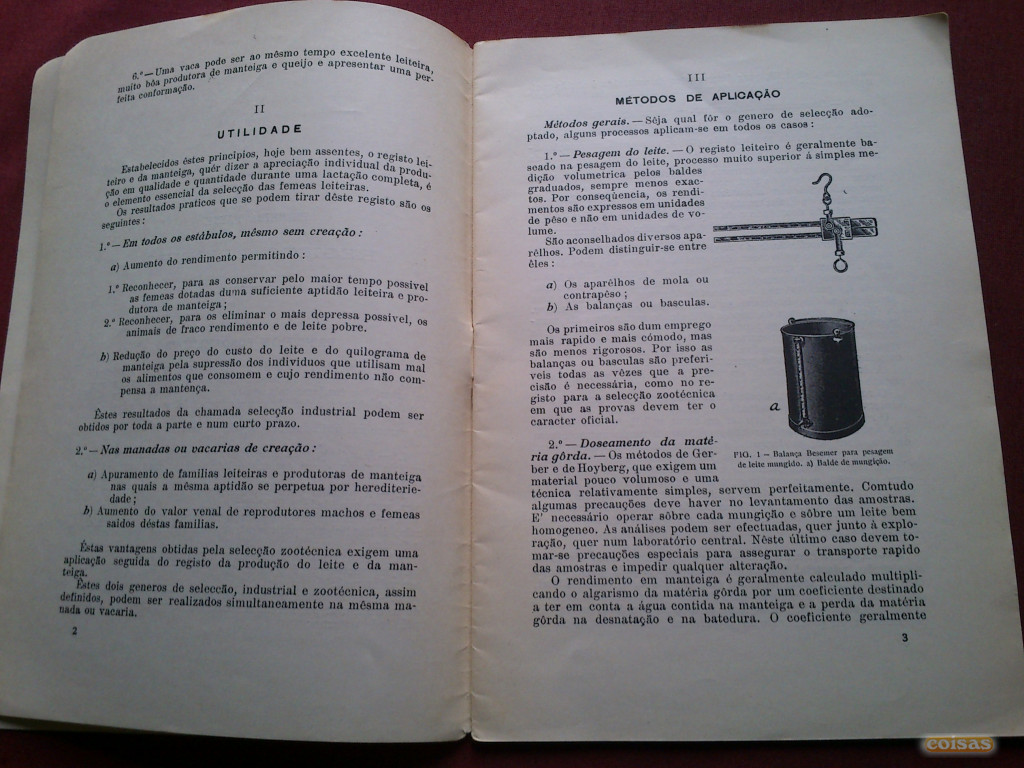 6.º — Uma vaca pode ser ao mêsmo tempo excelente leiteira,
muito bôa produtora de manteiga e queijo e apresentar uma per-
feita conformação.
II
UTILIDADE
Estabelecidos êstes princípios, hoje bem assentes, o registo lei-
teiro e da manteiga, quér dizer a apreciação individual da produ-
ção em qualidade e quantidade durante uma lactação completa, é
o elemento essencial da selecção das femeas leiteiras.
Os resultados praticos que se podem tirar dêste registo são os
seguintes:
1.º — Em todos os estábulos, mêsmo sem creação:
a) Aumento do rendimento permitindo:
1.º Reconhecer, para as conservar pelo maior tempo possivel
as femeas dotadas duma suficiente aptidão leiteira e pro-
dutora de manteiga;
2.º Reconhecer, para os eliminar o mais depressa possivel, os
animais de fraco rendimento e de leite pobre.
b) Redução do preço do custo do leite e do quilograma de
manteiga pela supressão dos individuos que utilisam mal
os alimentos que consomem e cujo rendimento não com-
pensa a mantença.
Êstes resultados da chamada selecção industrial podem ser
obtidos por toda a parte e num curto prazo.
2.º — Nas manadas ou vacarias de creação:
a) Apuramento de familias leiteiras e produtoras de manteiga
nas quais a mêsma aptidão se perpetua por herediterie-
dade;
b) Aumento do valor venal de reprodutores machos e femeas
saídos déstas familias.
Éstas vantagens obtidas pela selecção zootécnica exigem uma
aplicação seguida do registo da produção do leite e da man-
teiga.
Êstes dois generos de selecção, industrial e zootécnica, assim
definidos, podem ser realizados simultaneamente na mêsma ma-
nada ou vacaria.
2
III
MÉTODOS DE APLICAÇÃO
Métodos gerais. — Sêja qual fôr o genero de selecção ado-
ptado, alguns processos aplicam-se em todos os casos:
1.º — Pesagem do leite. — O registo leiteiro é geralmente ba-
seado na pesagem do leite, processo muito superior á simples me-
dição volumetrica pelos baldes
graduados, sempre menos exac-
tos. Por conseqüencia, os rendi-
mentos são expressos em unidades
de pêso e não em unidades de vo-
lume.
São aconselhados diversos apa-
rêlhos. Podem distinguir-se entre
êles:
a) Os aparêlhos de mola ou
contrapêso;
b) As balanças ou basculas.
Os primeiros são dum emprego
mais rapido e mais cómodo, mas
são menos rigorosos. Por isso as
balanças ou basculas são preferi-
veis todas as vêzes que a pre-
cisão é necessária, como no re-
gisto para a selecção zootécnica
em que as provas devem ter o
caracter oficial.
a
FIG. 1 — Balança Besemer para pesagem
de leite mungido. a) Balde de mungição.
2.º — Doseamento da maté-
ria gôrda. — Os métodos de Ger-
ber e de Hoyberg, que exigem um
material pouco volumoso e uma
técnica relativamente simples, servem perfeitamente. Comtudo
algumas precauções deve haver no levantamento das amostras.
E' necessário operar sôbre cada mungição e sôbre um leite bem
homogeneo. As análises podem ser efectuadas, quer junto á explo-
ração, quer num laboratório central. Nêste último caso devem to-
mar-se precauções especiais para assegurar o transporte rapido
das amostras e impedir qualquer alteração.
O rendimento em manteiga é geralmente calculado multipli-
cando o algarismo da matéria gôrda por um coeficiente destinado
a ter em conta a água contida na manteiga e a perda da matéria
gôrda na desnatação e na batedura. O coeficiente geralmente
3
coisas